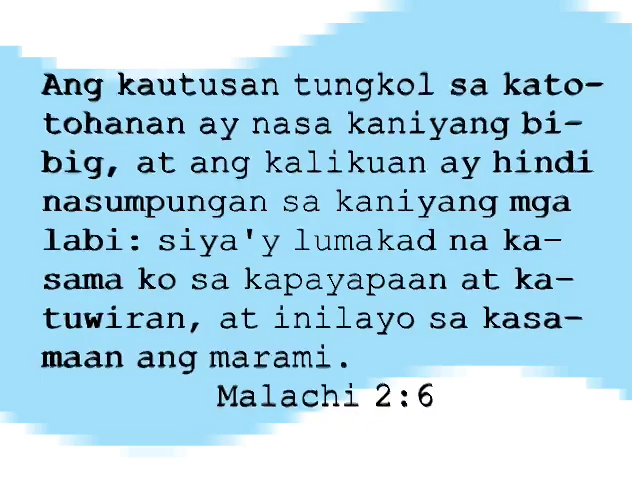 Ang kautusan tungkol sa kato-
tohanan ay nasa kaniyang bi-
big, at ang kalikuan ay hindi
nasumpungan sa kaniyang mga
labi: siya'y lumakad na ka-
sama ko sa kapayapaan at ka-
tuwiran, at inilayo sa kasa-
maan ang marami.
Malachi 2:6